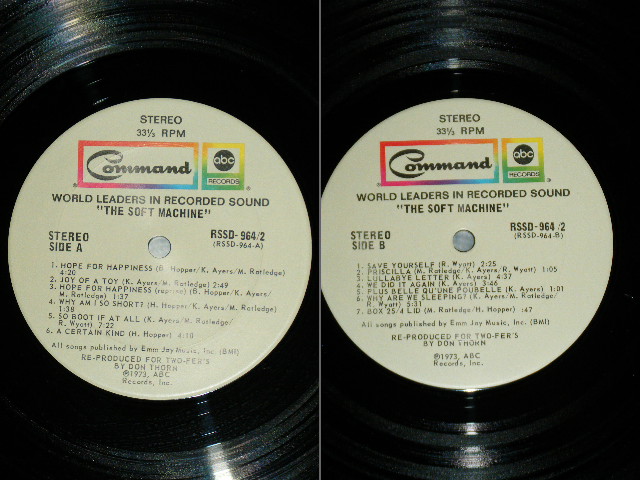 STEREO
33⅓ RPM
Command
abc
RECORDS
WORLD LEADERS IN RECORDED SOUND
"THE SOFT MACHINE"
STEREO
SIDE A
RSSD-964/2
(RSSD-964-A)
1. HOPE FOR HAPPINESS (B. Hopper/K. Ayers/M. Ratledge)
4:20
2. JOY OF A TOY (K. Ayers/M. Ratledge) 2:49
3. HOPE FOR HAPPINESS (reprise) (B. Hopper/K. Ayers/
M. Ratledge) 1:37
4. WHY AM I SO SHORT? (H. Hopper/K. Ayers/M. Ratledge)
1:38
5. SO BOOT IF AT ALL (K. Ayers/M. Ratledge/
R. Wyatt) 7:22
6. A CERTAIN KIND (H. Hopper) 4:10
All songs published by Emm Jay Music, Inc. (BMI)
RE-PRODUCED FOR TWO-FER'S
BY DON THORN
Ⓟ1973, ABC
Records, Inc.
STEREO
33⅓ RPM
Command
abc
RECORDS
WORLD LEADERS IN RECORDED SOUND
"THE SOFT MACHINE"
STEREO
SIDE B
RSSD-964/2
(RSSD-964-B)
1. SAVE YOURSELF (R. Wyatt) 2:25
2. PRISCILLA (M. Ratledge/K. Ayers/R. Wyatt) 1:05
3. LULLABYE LETTER (K. Ayers) 4:37
4. WE DID IT AGAIN (K. Ayers) 3:46
5. PLUS BELLE QU'UNE POUBELLE (K. Ayers) 1:01
6. WHY ARE WE SLEEPING? (K. Ayers/M. Ratledge/
R. Wyatt) 5:31
7. BOX 25/4 LID (M. Ratledge/H. Hopper) :47
All songs published by Emm Jay Music, Inc. (BMI)
RE-PRODUCED FOR TWO-FER'S
BY DON THORN
Ⓟ1973, ABC
Records, Inc.